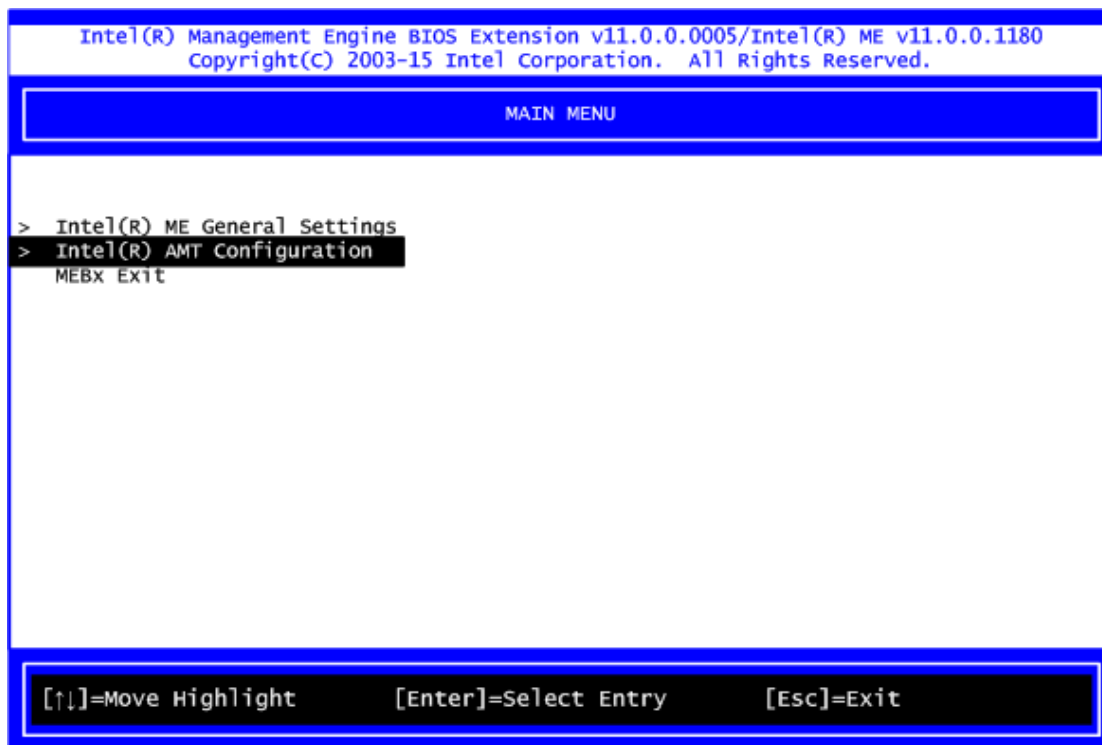 Intel(R) Management Engine BIOS Extension v11.0.0.0005/Intel(R) ME v11.0.0.1180
Copyright(C) 2003-15 Intel Corporation. All Rights Reserved.
MAIN MENU
> Intel(R) ME General Settings
> Intel(R) AMT Configuration
MEBx Exit
[↑↓]=Move Highlight [Enter]=Select Entry [Esc]=Exit